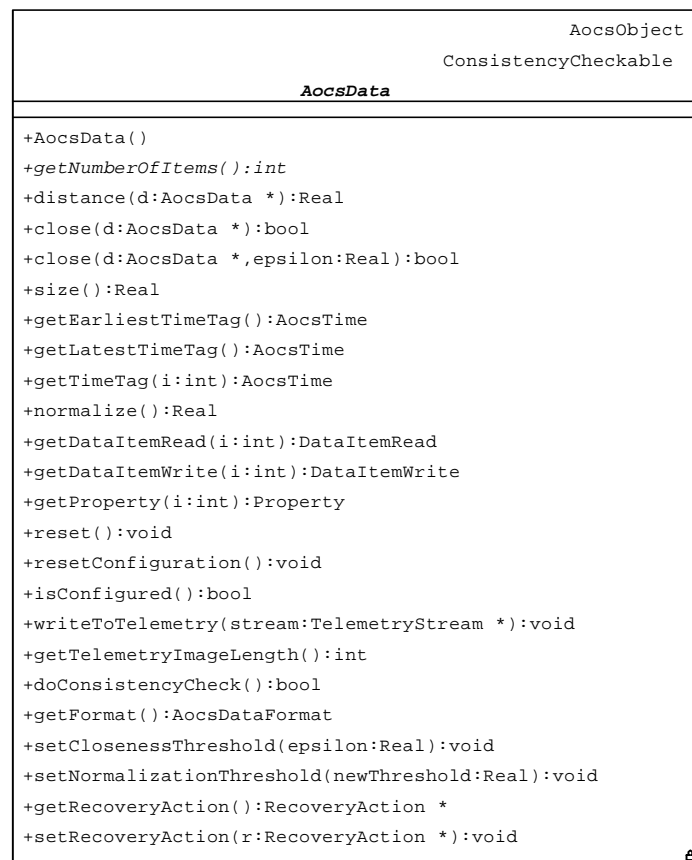 AocsObject
ConsistencyCheckable
AocsData
+AocsData()
+getNumberOfItems():int
+distance(d:AocsData *):Real
+close(d:AocsData *):bool
+close(d:AocsData *,epsilon:Real):bool
+size():Real
+getEarliestTimeTag():AocsTime
+getLatestTimeTag():AocsTime
+getTimeTag(i:int):AocsTime
+normalize():Real
+getDataItemRead(i:int):DataItemRead
+getDataItemWrite(i:int):DataItemWrite
+getProperty(i:int):Property
+reset():void
+resetConfiguration():void
+isConfigured():bool
+writeToTelemetry(stream:TelemetryStream *):void
+getTelemetryImageLength():int
+doConsistencyCheck():bool
+getFormat():AocsDataFormat
+setClosenessThreshold(epsilon:Real):void
+setNormalizationThreshold(newThreshold:Real):void
+getRecoveryAction():RecoveryAction *
+setRecoveryAction(r:RecoveryAction *):void